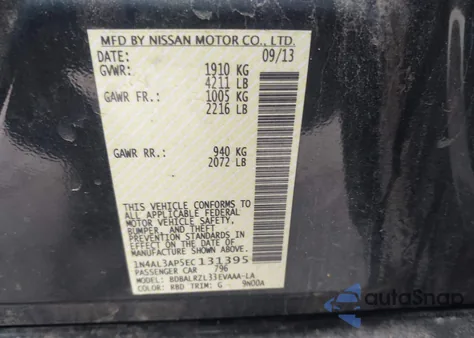 MFD BY NISSAN MOTOR CO., LTD.
DATE: 09/13
GVWR: 1910 KG
4211 LB
GAWR FR.: 1005 KG
2216 LB
GAWR RR.: 940 KG
2072 LB
THIS VEHICLE CONFORMS TO
ALL APPLICABLE FEDERAL
MOTOR VEHICLE SAFETY,
BUMPER, AND THEFT
PREVENTION STANDARDS IN
EFFECT ON THE DATE OF
MANUFACTURE SHOWN ABOVE.
1N4AL3AP5EC131395
PASSENGER CAR 796
MODEL: BDBALRZL33EVAAA-LA
COLOR: RBD TRIM: G 9N00A
autoSnap